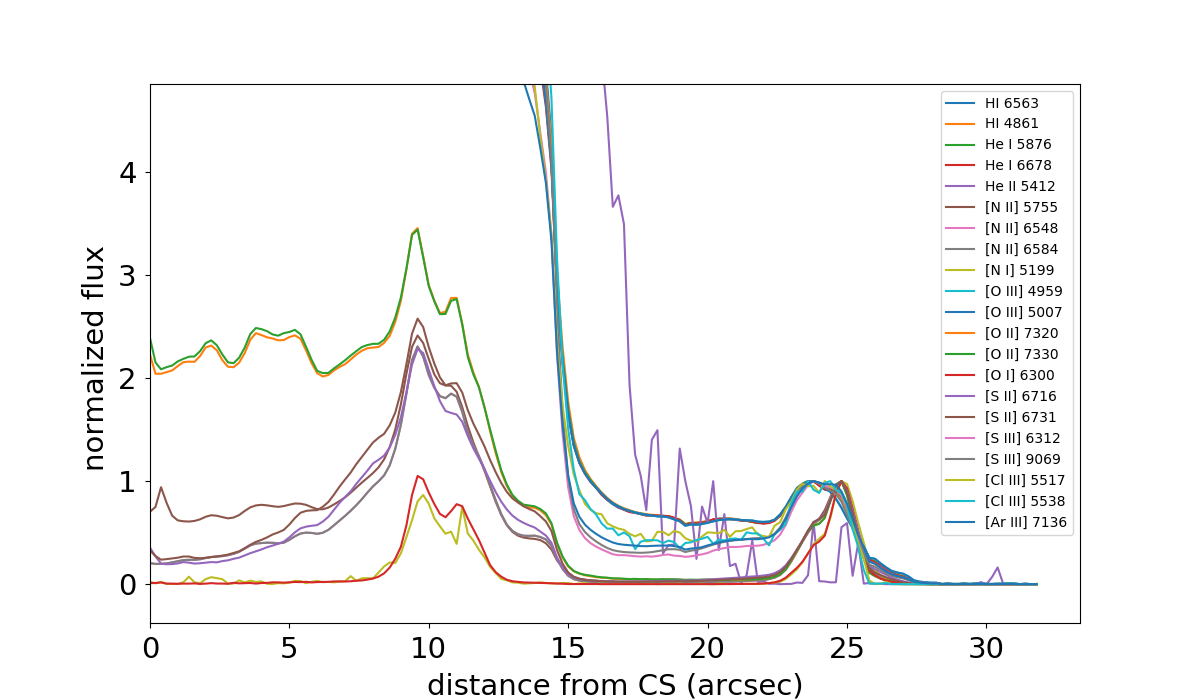 normalized flux
4
3
2
1
0
0 5 10 15 20 25 30
distance from CS (arcsec)
HI 6563
HI 4861
He I 5876
He I 6678
He II 5412
[N II] 5755
[N II] 6548
[N II] 6584
[N I] 5199
[O III] 4959
[O III] 5007
[O II] 7320
[O II] 7330
[O I] 6300
[S II] 6716
[S II] 6731
[S III] 6312
[S III] 9069
[Cl III] 5517
[Cl III] 5538
[Ar III] 7136